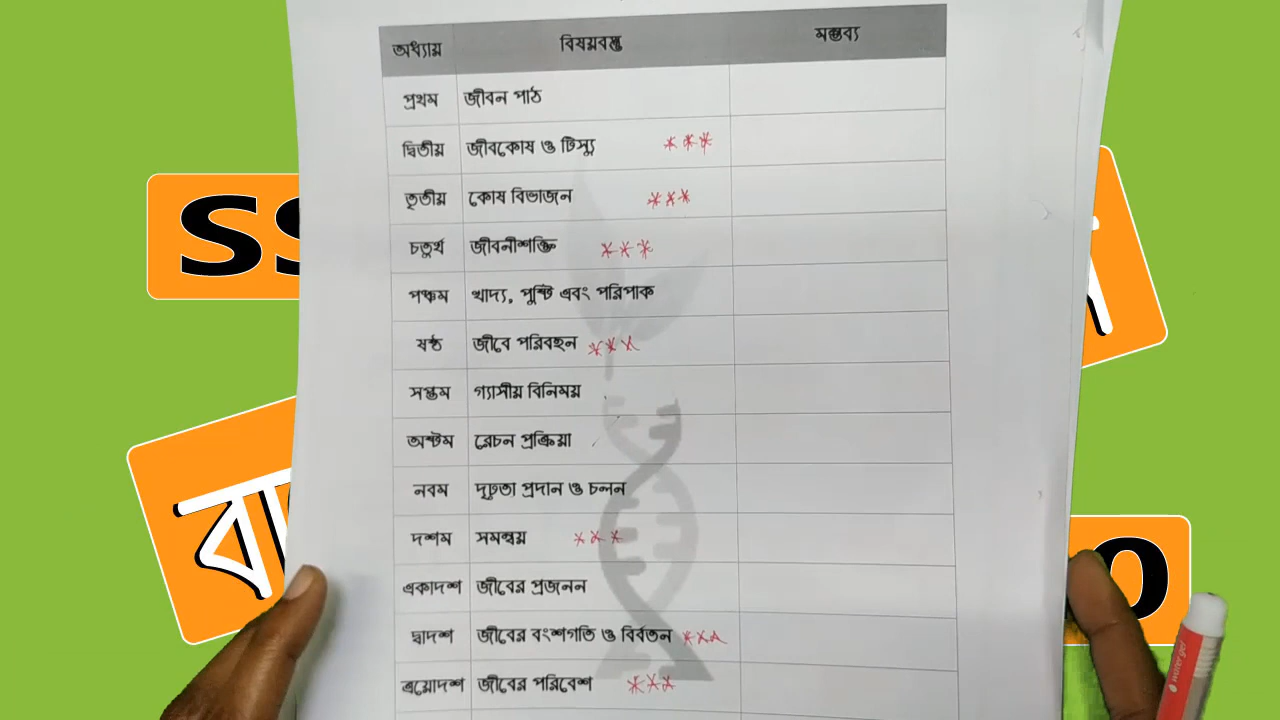 অধ্যায় বিষয়বস্তু মন্তব্য
প্রথম জীবন পাঠ
দ্বিতীয় জীবকোষ ও টিস্যু ***
তৃতীয় কোষ বিভাজন ***
চতুর্থ জীবনীশক্তি ***
পঞ্চম খাদ্য, পুষ্টি এবং পরিপাক
ষষ্ঠ জীবে পরিবহন ***
সপ্তম গ্যাসীয় বিনিময়
অষ্টম রেচন প্রক্রিয়া
নবম দৃঢ়তা প্রদান ও চলন
দশম সমন্বয় ***
একাদশ জীবের প্রজনন
দ্বাদশ জীবের বংশগতি ও বিবর্তন ***
ত্রয়োদশ জীবের পরিবেশ ***
water gel